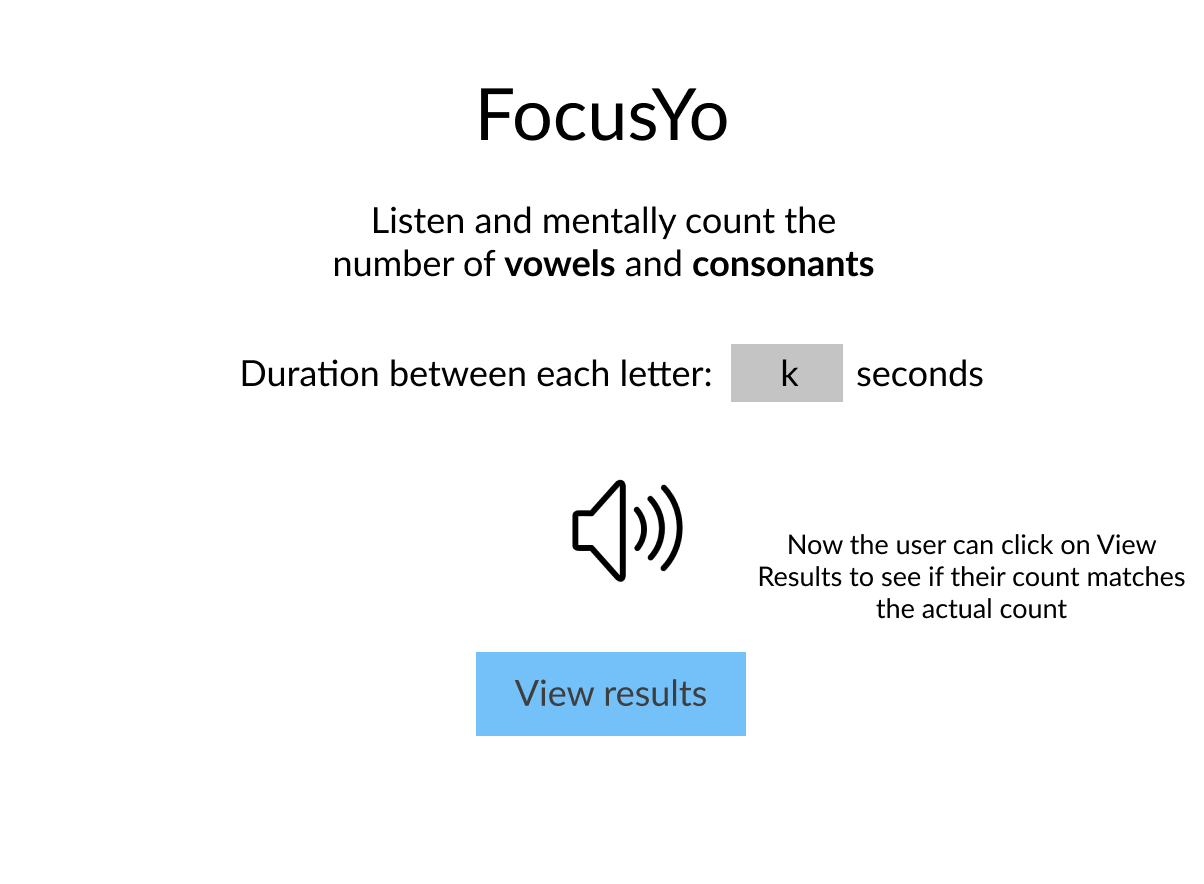 FocusYo
Listen and mentally count the
number of vowels and consonants
Duration between each letter: k seconds
Now the user can click on View
Results to see if their count matches
the actual count
View results